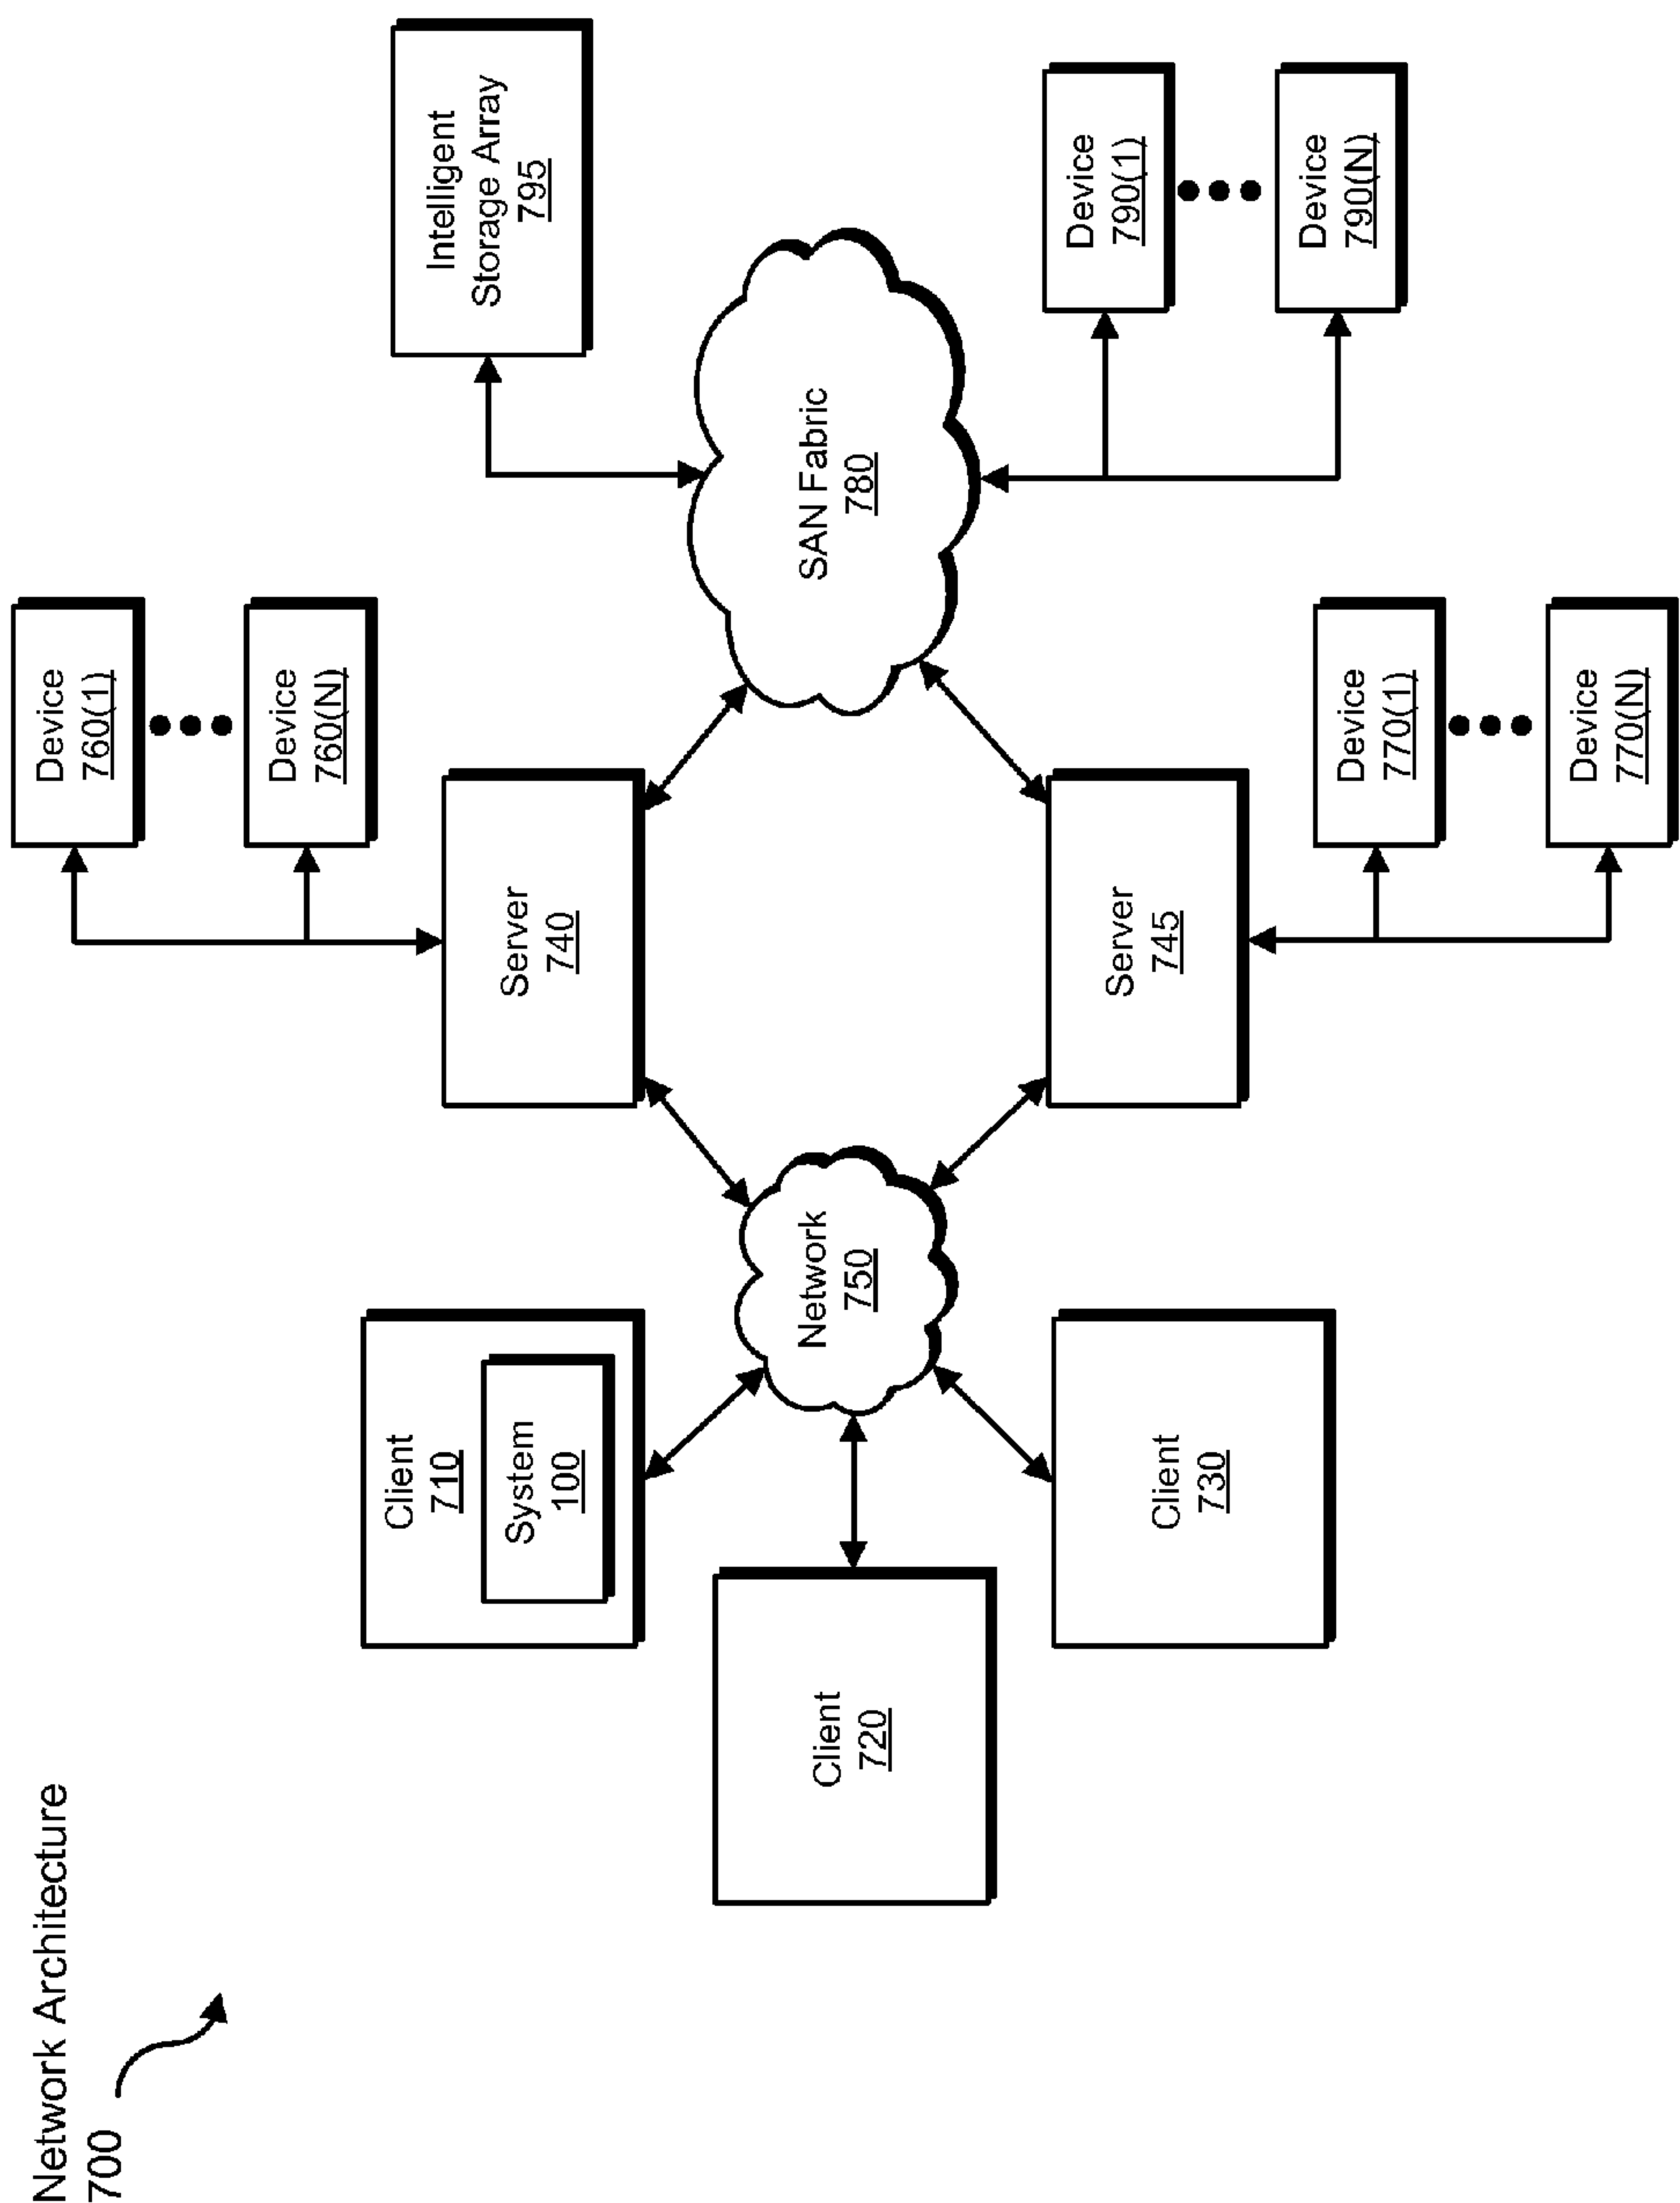 Network Architecture
700
Client
710
System
100
Client
720
Client
730
Network
750
Server
740
Server
745
Device
760(1)
Device
760(N)
Device
770(1)
Device
770(N)
SAN Fabric
780
Intelligent
Storage Array
795
Device
790(1)
Device
790(N)